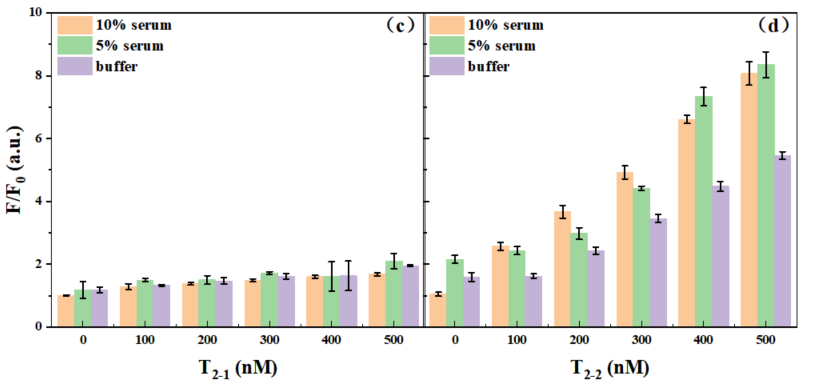 10% serum
5% serum
buffer
(c)
10% serum
5% serum
buffer
(d)
F/F0 (a.u.)
10
8
6
4
2
0
0 100 200 300 400 500
0 100 200 300 400 500
T2-1 (nM)
T2-2 (nM)